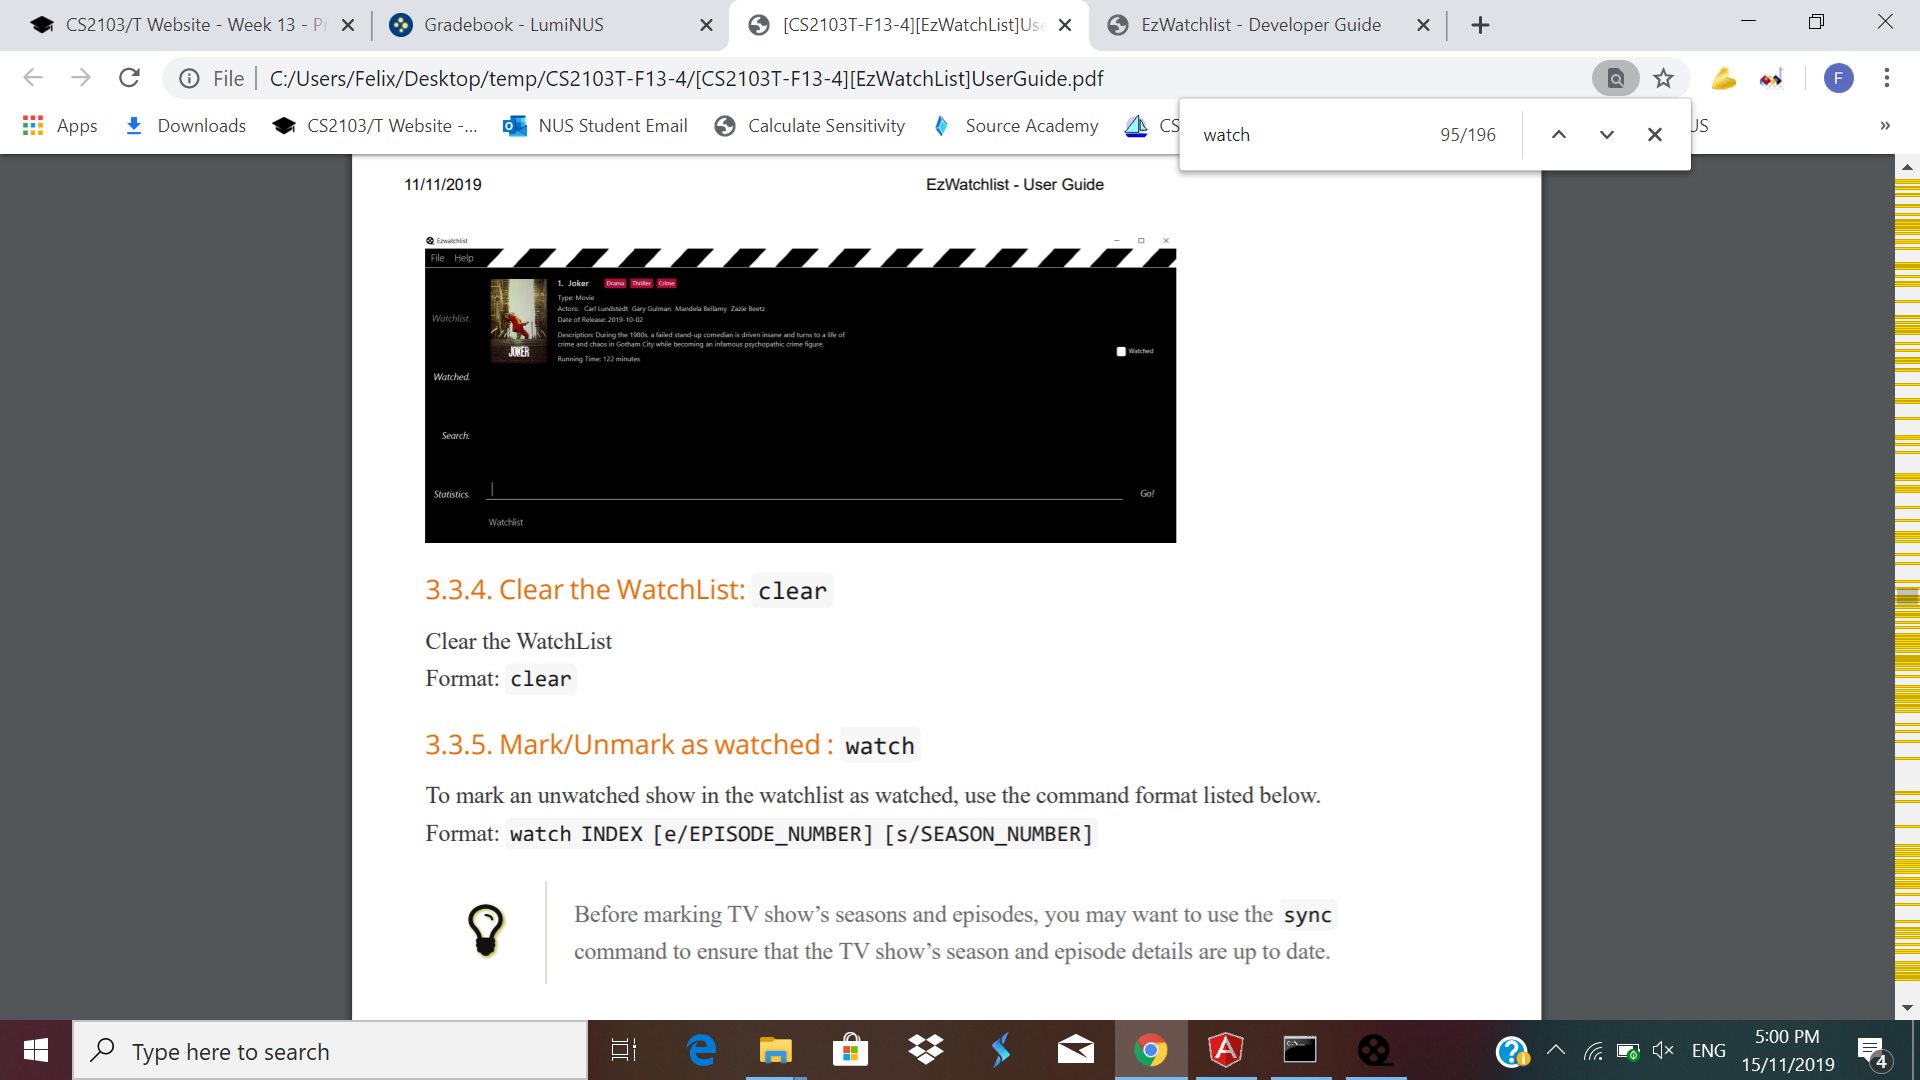 CS2103/T Website - Week 13 - Pr
Gradebook - LumiNUS
[CS2103T-F13-4][EzWatchList]Use
EzWatchlist - Developer Guide
File
C:/Users/Felix/Desktop/temp/CS2103T-F13-4/[CS2103T-F13-4][EzWatchList]UserGuide.pdf
F
Apps
Downloads
CS2103/T Website -...
NUS Student Email
Calculate Sensitivity
Source Academy
CS
US
»
watch
95/196
11/11/2019
EzWatchlist - User Guide
Ezwatchlist
File Help
1. Joker Drama Thriller Crime
Type: Movie
Actors: Carl Lundstedt Gary Gulman Mandela Bellamy Zazie Beetz
Date of Release: 2019-10-02
Description: During the 1980s, a failed stand-up comedian is driven insane and turns to a life of
crime and chaos in Gotham City while becoming an infamous psychopathic crime figure.
Running Time: 122 minutes
JOKER
Watched
Watchlist.
Watched.
Search.
Statistics.
Go!
Watchlist
3.3.4. Clear the WatchList: clear
Clear the WatchList
Format: clear
3.3.5. Mark/Unmark as watched : watch
To mark an unwatched show in the watchlist as watched, use the command format listed below.
Format: watch INDEX [e/EPISODE_NUMBER] [s/SEASON_NUMBER]
Before marking TV show’s seasons and episodes, you may want to use the sync
command to ensure that the TV show’s season and episode details are up to date.
Type here to search
ENG
5:00 PM
15/11/2019
4